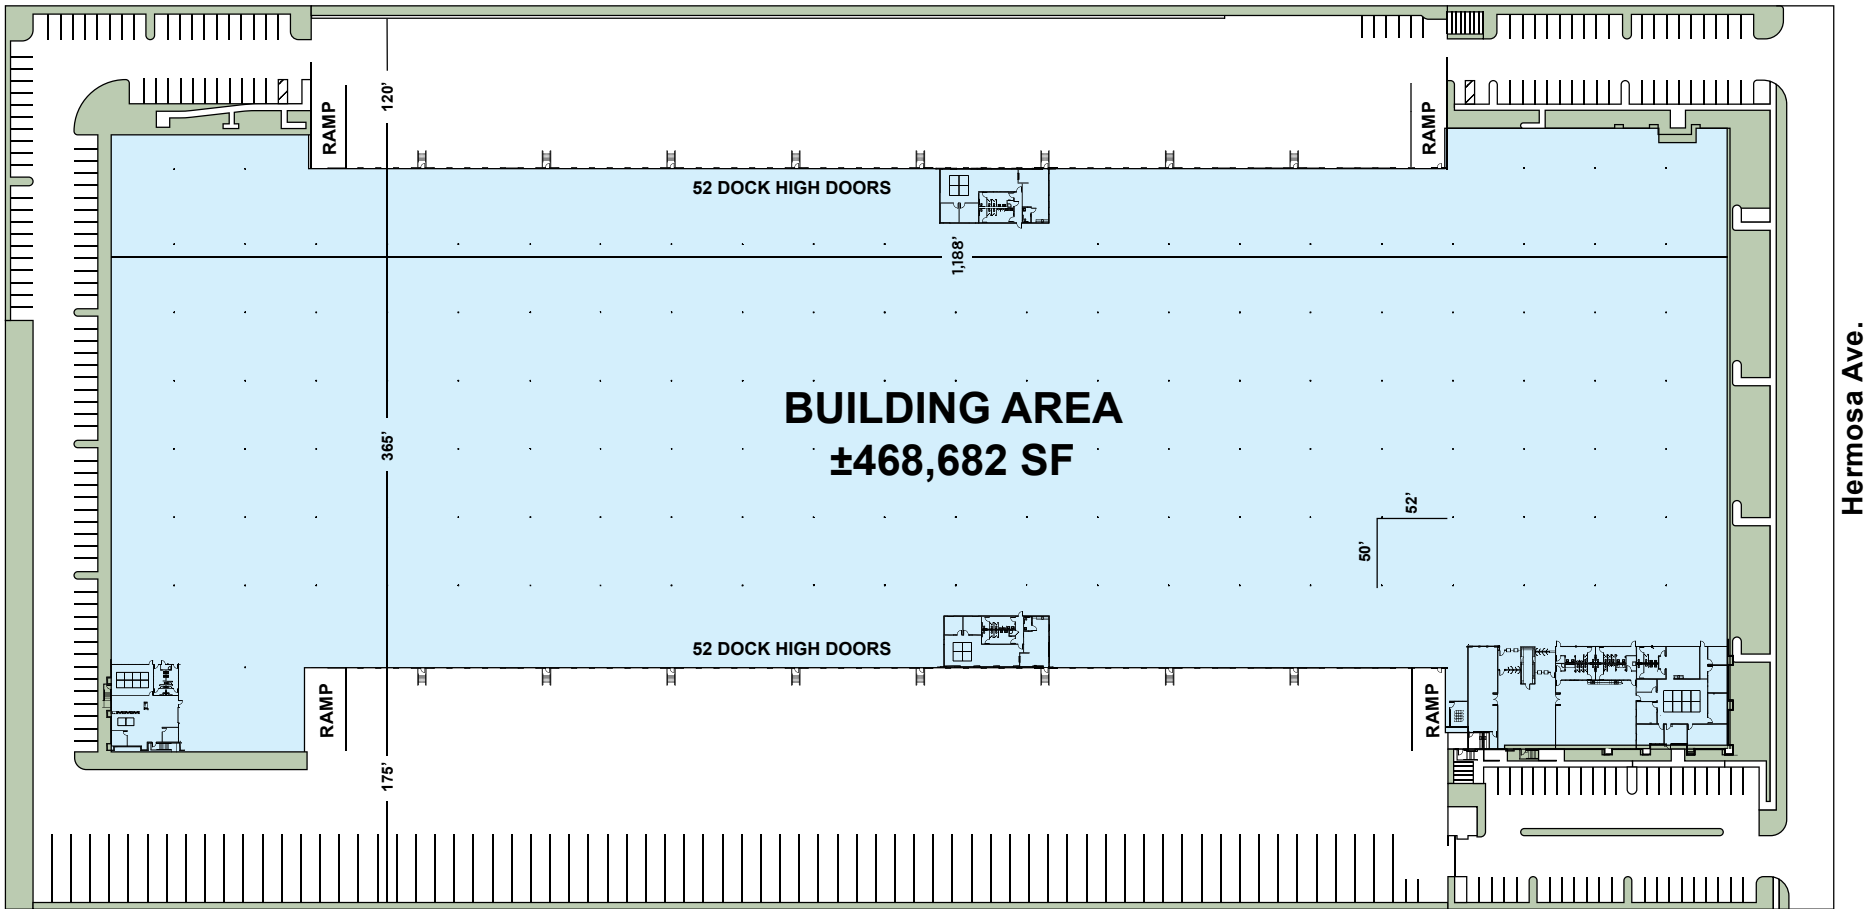 120’
RAMP
RAMP
52 DOCK HIGH DOORS
1,188’
BUILDING AREA
±468,682 SF
365’
52’
50’
Hermosa Ave.
52 DOCK HIGH DOORS
RAMP
RAMP
175’